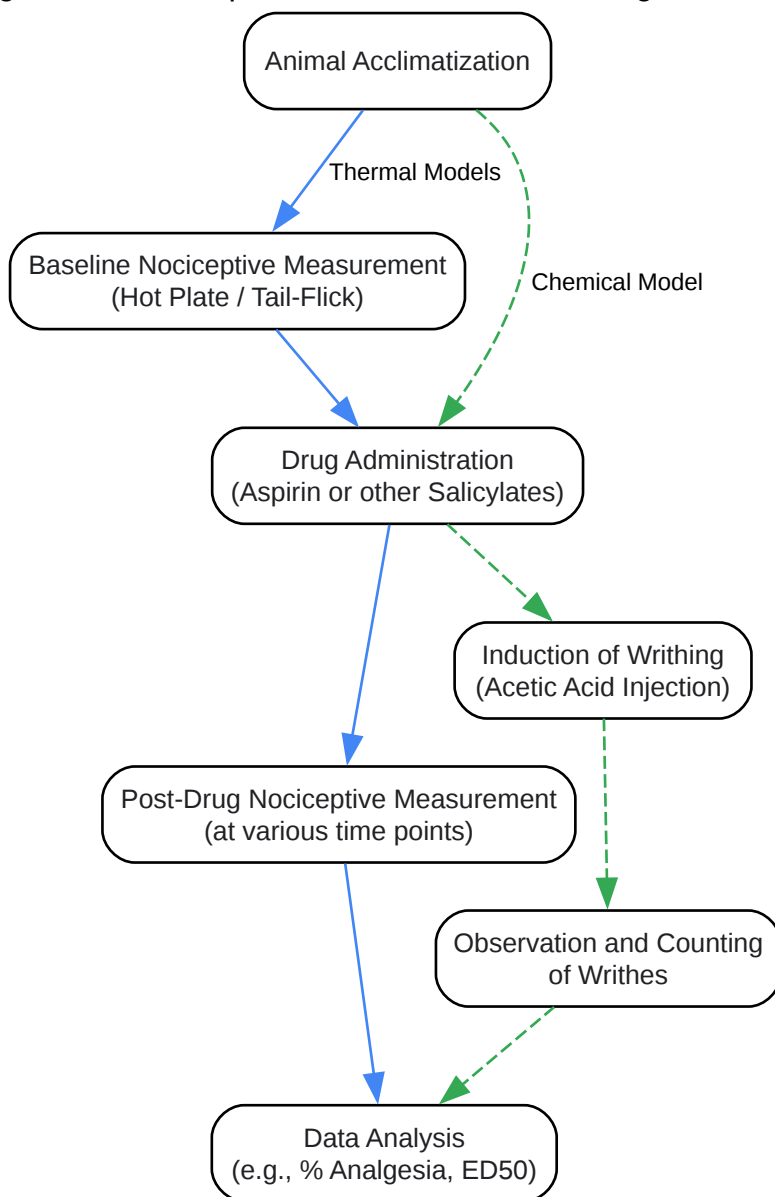 Animal Acclimatization
Thermal Models
Baseline Nociceptive Measurement
(Hot Plate / Tail-Flick)
Chemical Model
Drug Administration
(Aspirin or other Salicylates)
Induction of Writhing
(Acetic Acid Injection)
Post-Drug Nociceptive Measurement
(at various time points)
Observation and Counting
of Writhes
Data Analysis
(e.g., % Analgesia, ED50)